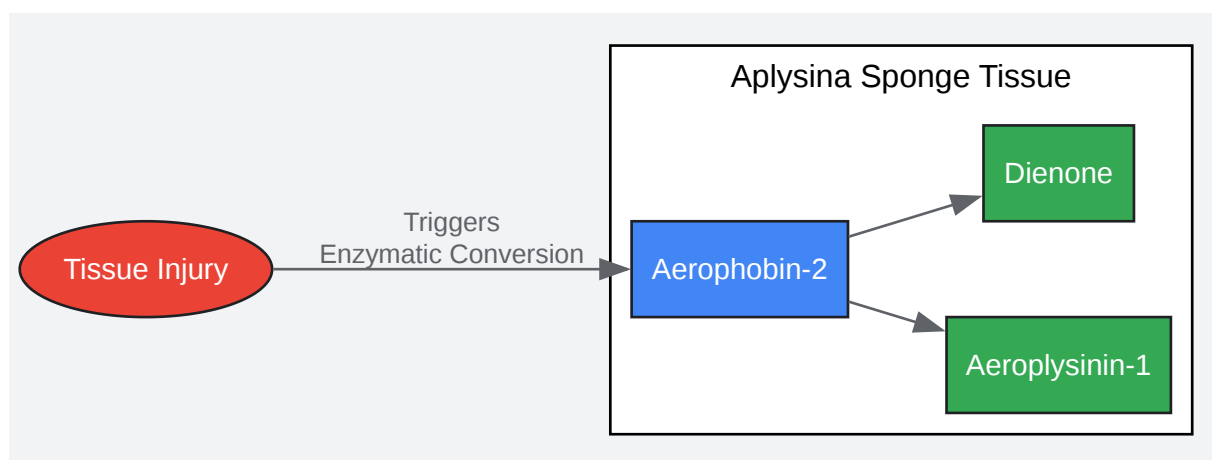 Aplysina Sponge Tissue
Dienone
Triggers
Enzymatic Conversion
Tissue Injury
Aerophobin-2
Aeroplysinin-1